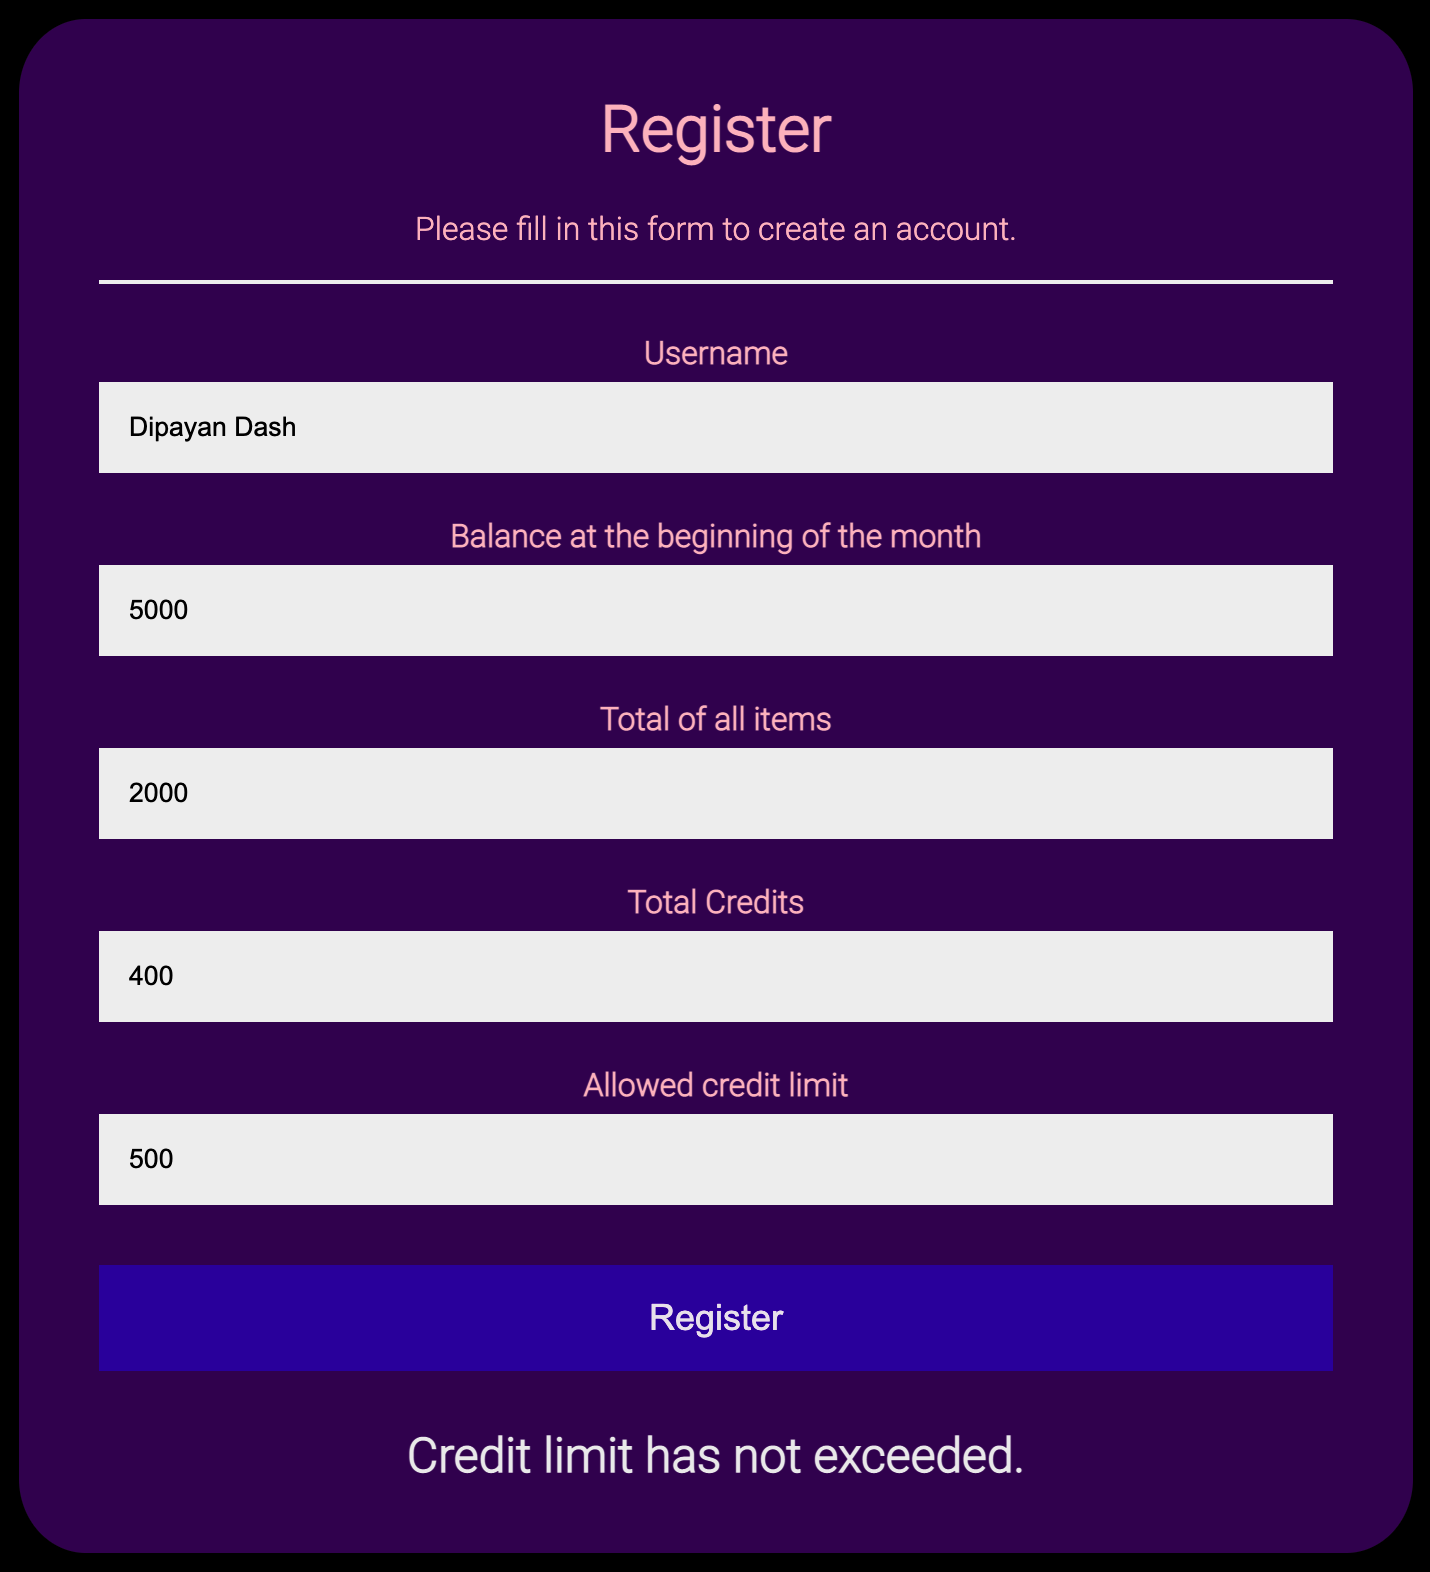 Register
Please fill in this form to create an account.
Username
Dipayan Dash
Balance at the beginning of the month
5000
Total of all items
2000
Total Credits
400
Allowed credit limit
500
Register
Credit limit has not exceeded.